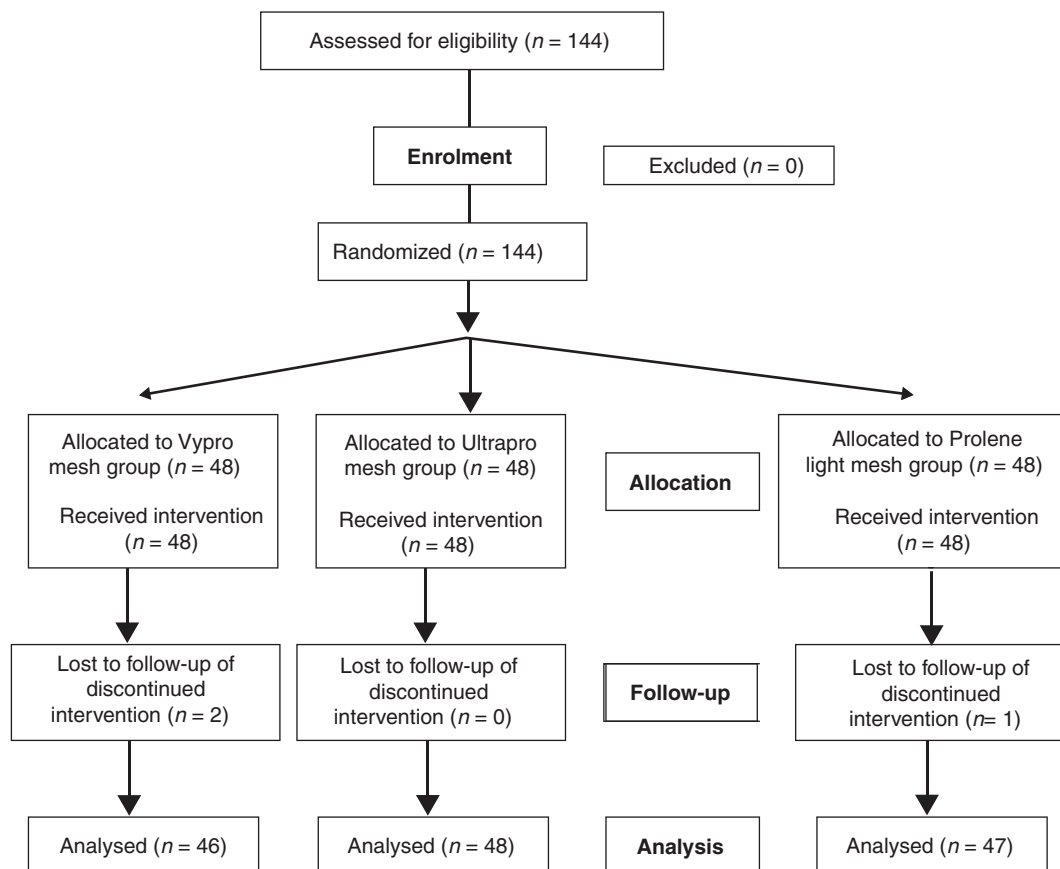 Assessed for eligibility (n = 144)
Enrolment
Excluded (n = 0)
Randomized (n = 144)
Allocated to Vypro
mesh group (n = 48)
Received intervention
(n = 48)
Allocated to Ultrapro
mesh group (n = 48)
Received intervention
(n = 48)
Allocation
Allocated to Prolene
light mesh group (n = 48)
Received intervention
(n = 48)
Lost to follow-up of
discontinued
intervention (n = 2)
Lost to follow-up of
discontinued
intervention (n = 0)
Follow-up
Lost to follow-up of
discontinued
intervention (n= 1)
Analysed (n = 46)
Analysed (n = 48)
Analysis
Analysed (n = 47)